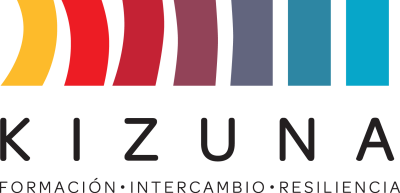 KIZUNA
FORMACIÓN • INTERCAMBIO • RESILIENCIA